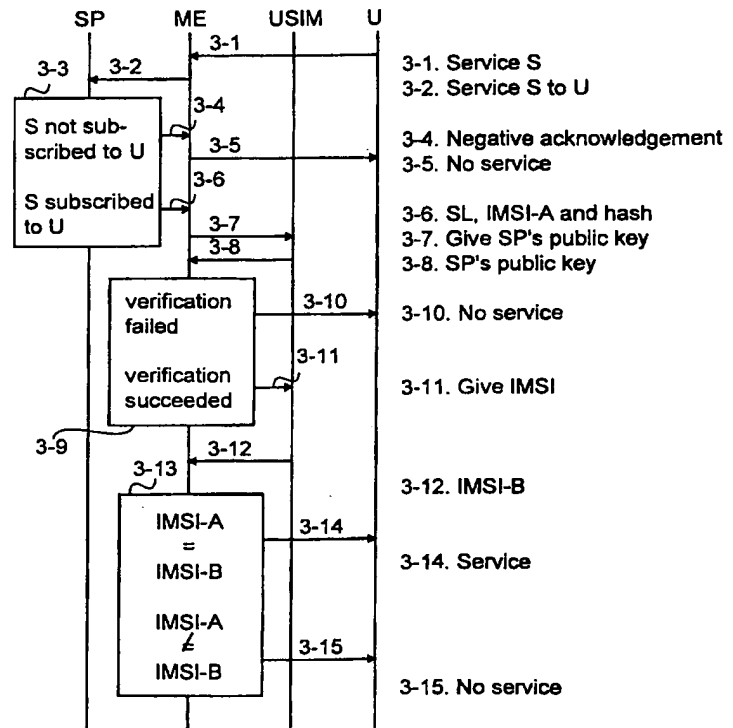 SP ME USIM U
3-1
3-1. Service S
3-3 3-2
3-2. Service S to U
S not sub-
scribed to U
3-4
3-4. Negative acknowledgement
3-5
3-5. No service
S subscribed
to U
3-6
3-6. SL, IMSI-A and hash
3-7
3-7. Give SP's public key
3-8
3-8. SP's public key
verification
failed
3-10
3-10. No service
verification
succeeded
3-11
3-11. Give IMSI
3-9
3-12
3-12. IMSI-B
3-13
IMSI-A
=
IMSI-B
3-14
3-14. Service
IMSI-A
≠
IMSI-B
3-15
3-15. No service